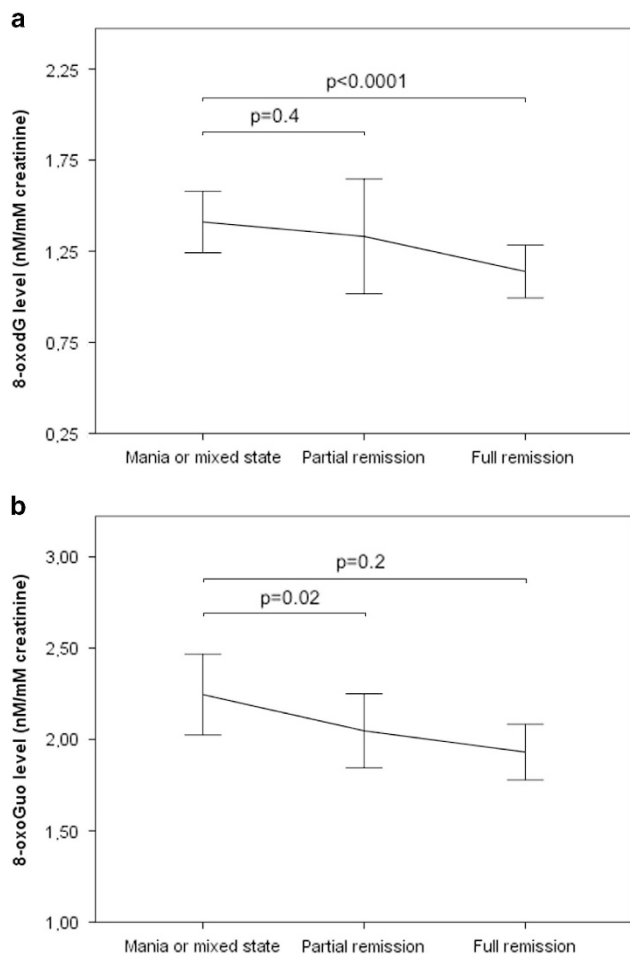 a
8-oxodG level (nM/mM creatinine)
2,25
1,75
1,25
0,75
0,25
p<0.0001
p=0.4
Mania or mixed state
Partial remission
Full remission
b
8-oxoGuo level (nM/mM creatinine)
3,00
2,50
2,00
1,50
1,00
p=0.2
p=0.02
Mania or mixed state
Partial remission
Full remission